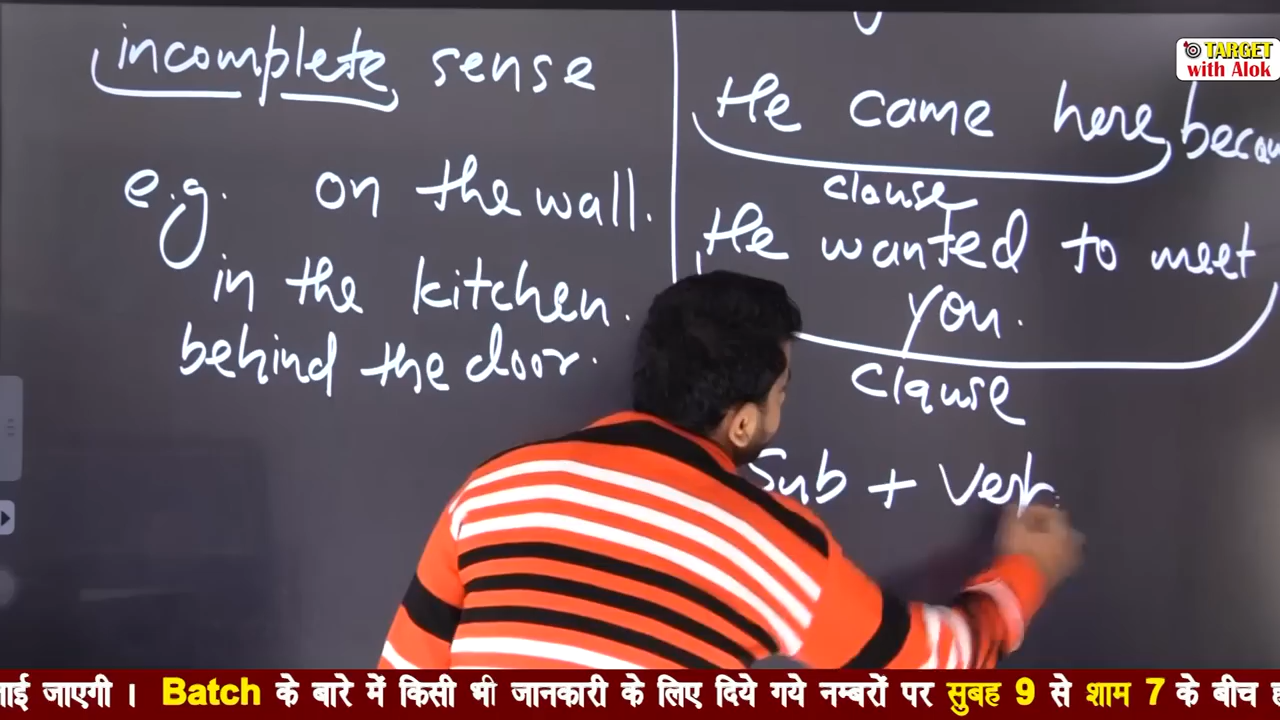 incomplete sense
e.g. on the wall.
in the kitchen.
behind the door.
He came here
clause
He wanted to meet
you.
clause
Sub + Verb
TARGET
with Alok
जाएगी । Batch के बारे में किसी भी जानकारी के लिए दिये गये नम्बरों पर सुबह 9 से शाम 7 के बीच